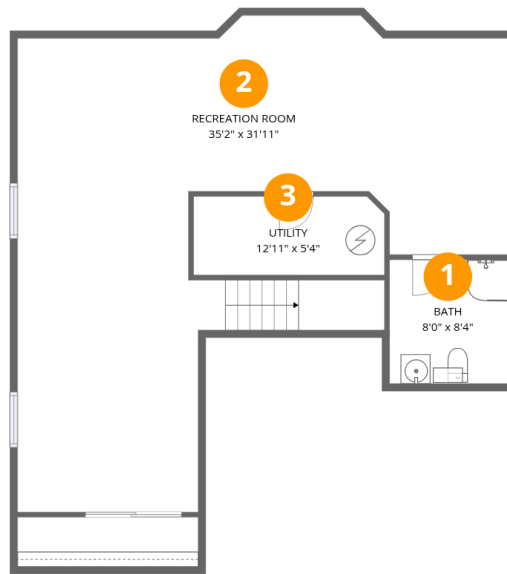 2
RECREATION ROOM
35'2" x 31'11"
3
UTILITY
12'11" x 5'4"
1
BATH
8'0" x 8'4"